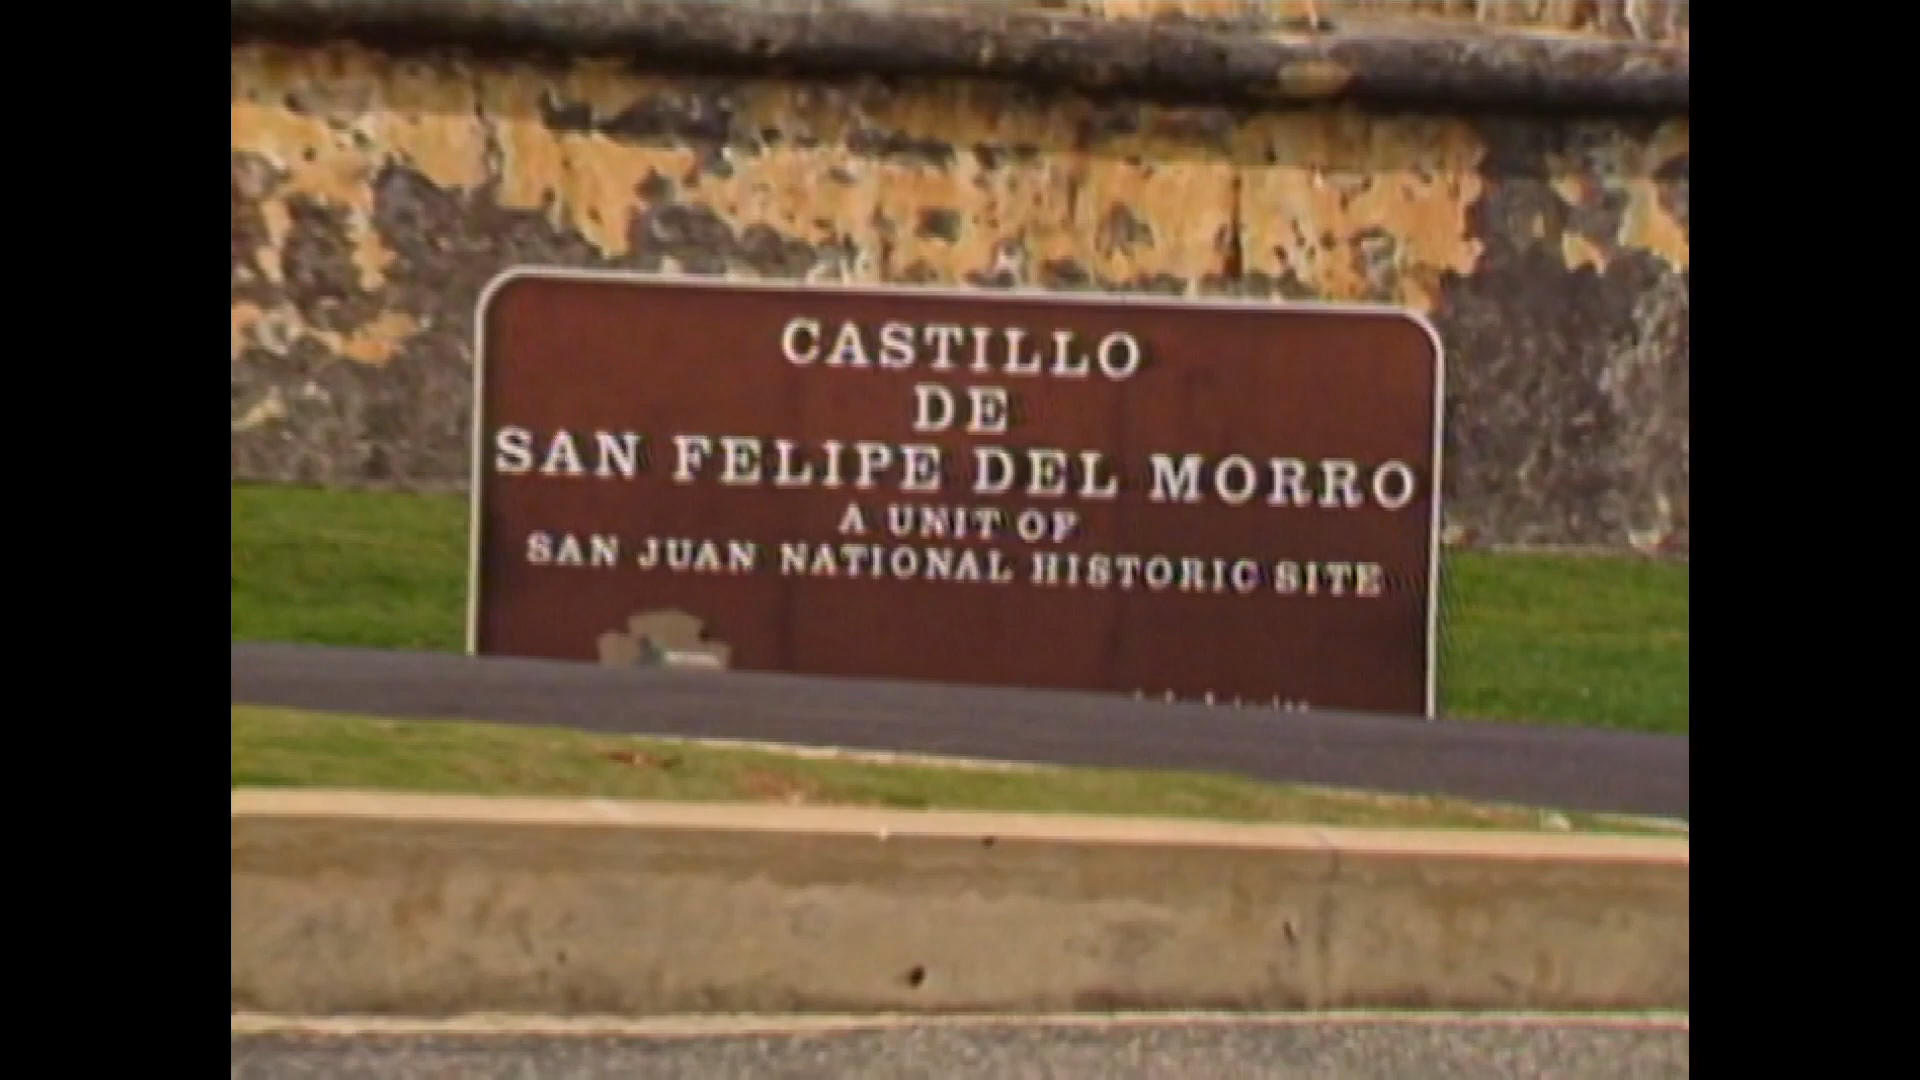 CASTILLO
DE
SAN FELIPE DEL MORRO
A UNIT OF
SAN JUAN NATIONAL HISTORIC SITE